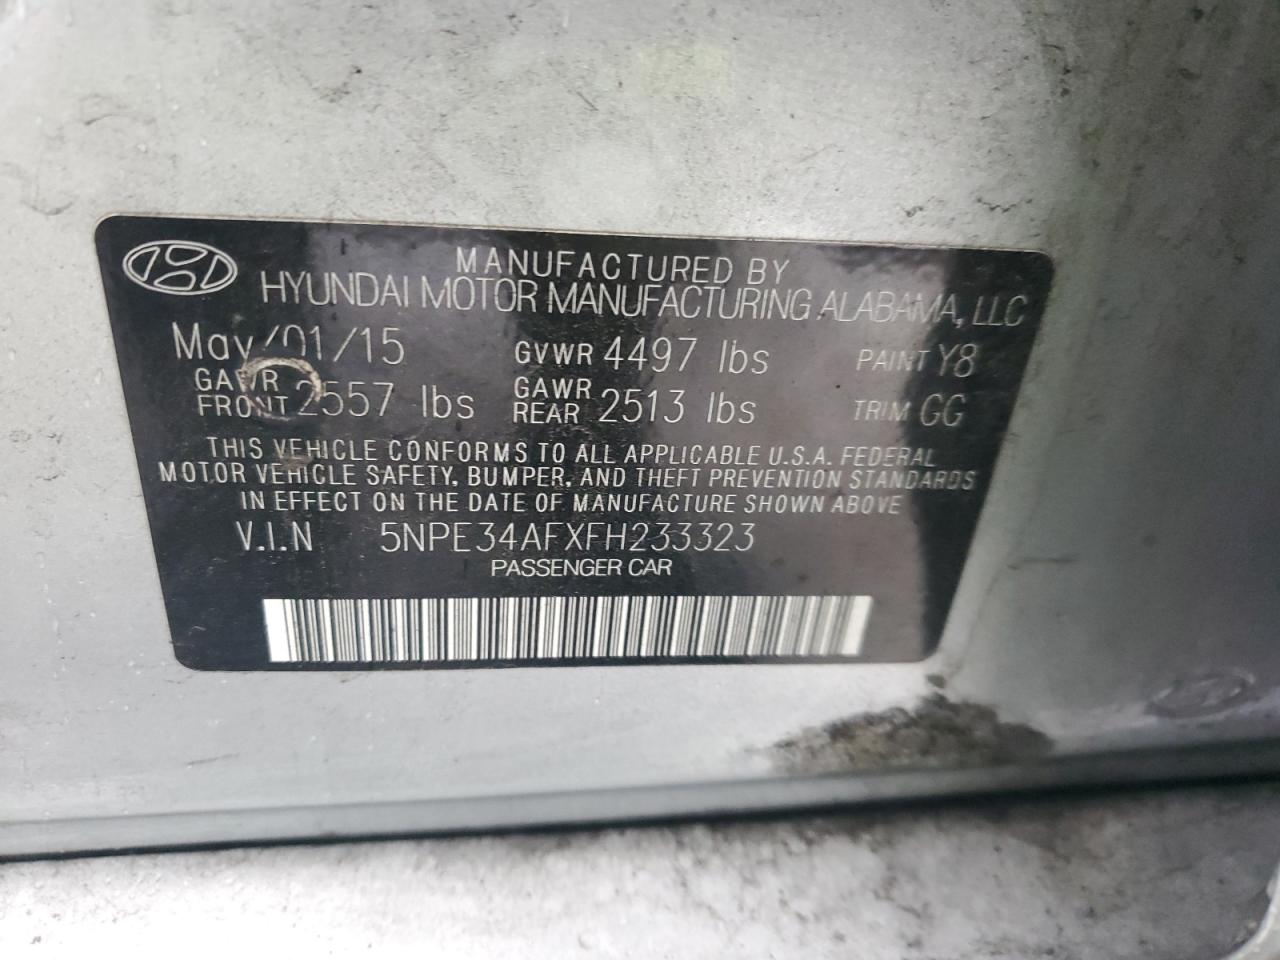 MANUFACTURED BY
HYUNDAI MOTOR MANUFACTURING ALABAMA, LLC
May/01/15 GVWR 4497 lbs PAINT Y8
GAWR FRONT 2557 lbs GAWR REAR 2513 lbs TRIM GG
THIS VEHICLE CONFORMS TO ALL APPLICABLE U.S.A. FEDERAL
MOTOR VEHICLE SAFETY, BUMPER, AND THEFT PREVENTION STANDARDS
IN EFFECT ON THE DATE OF MANUFACTURE SHOWN ABOVE
V.I.N 5NPE34AFXFH233323
PASSENGER CAR